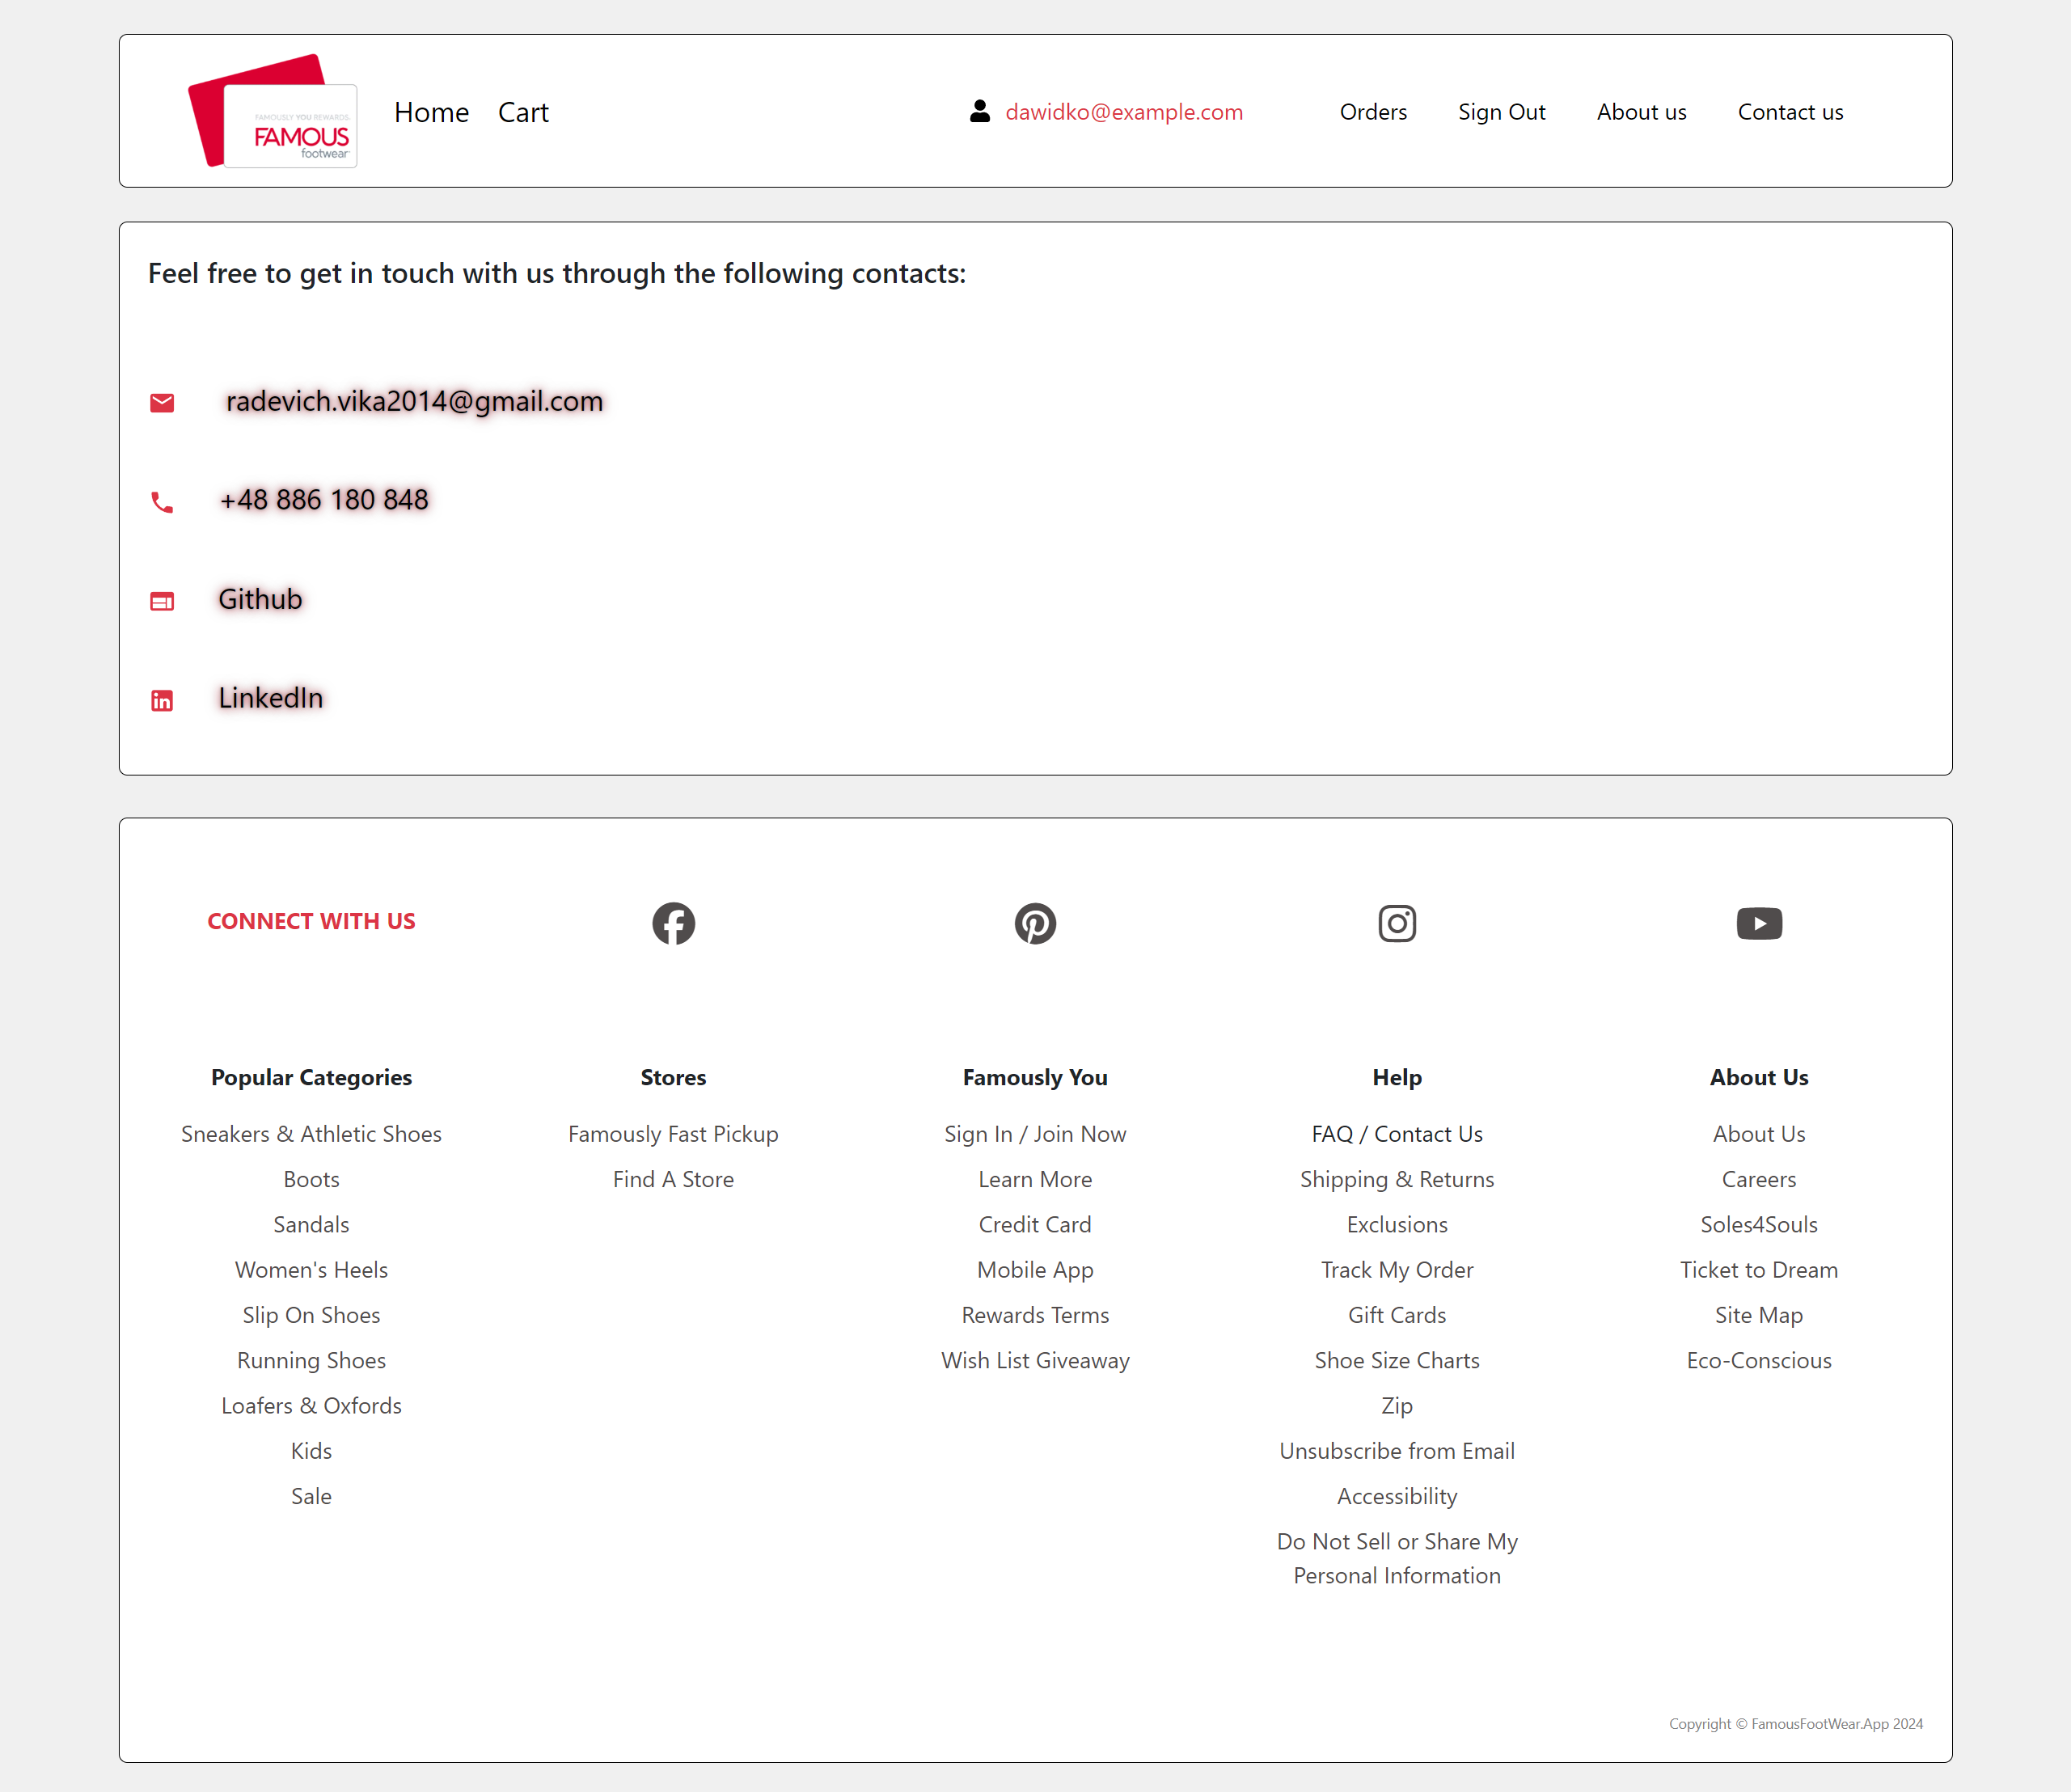 FAMOUSLY YOU REWARDS.
FAMOUS
footwear
Home Cart dawidko@example.com Orders Sign Out About us Contact us
Feel free to get in touch with us through the following contacts:
radevich.vika2014@gmail.com
+48 886 180 848
Github
LinkedIn
CONNECT WITH US
Popular Categories
Sneakers & Athletic Shoes
Boots
Sandals
Women's Heels
Slip On Shoes
Running Shoes
Loafers & Oxfords
Kids
Sale
Stores
Famously Fast Pickup
Find A Store
Famously You
Sign In / Join Now
Learn More
Credit Card
Mobile App
Rewards Terms
Wish List Giveaway
Help
FAQ / Contact Us
Shipping & Returns
Exclusions
Track My Order
Gift Cards
Shoe Size Charts
Zip
Unsubscribe from Email
Accessibility
Do Not Sell or Share My
Personal Information
About Us
About Us
Careers
Soles4Souls
Ticket to Dream
Site Map
Eco-Conscious
Copyright © FamousFootWear.App 2024